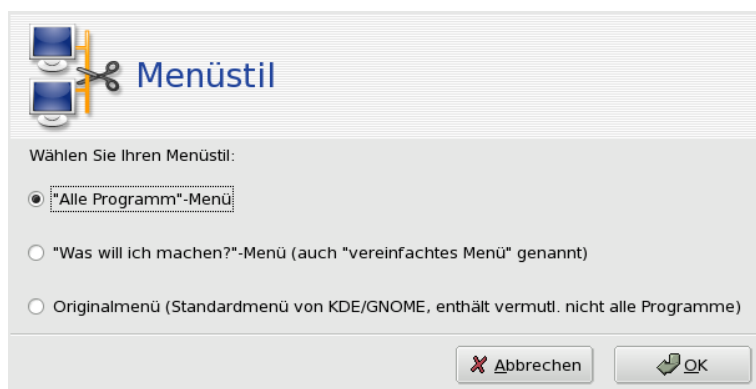 Menüstil
Wählen Sie Ihren Menüstil:
"Alle Programm"-Menü
"Was will ich machen?"-Menü (auch "vereinfachtes Menü" genannt)
Originalmenü (Standardmenü von KDE/GNOME, enthält vermutl. nicht alle Programme)
Abbrechen
OK